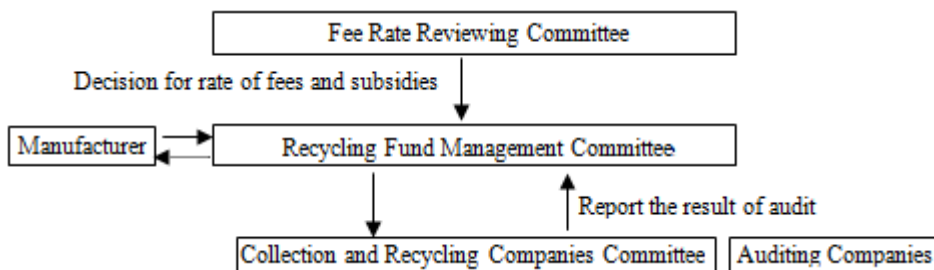 Fee Rate Reviewing Committee
Decision for rate of fees and subsidies
Manufacturer
Recycling Fund Management Committee
Report the result of audit
Collection and Recycling Companies Committee
Auditing Companies